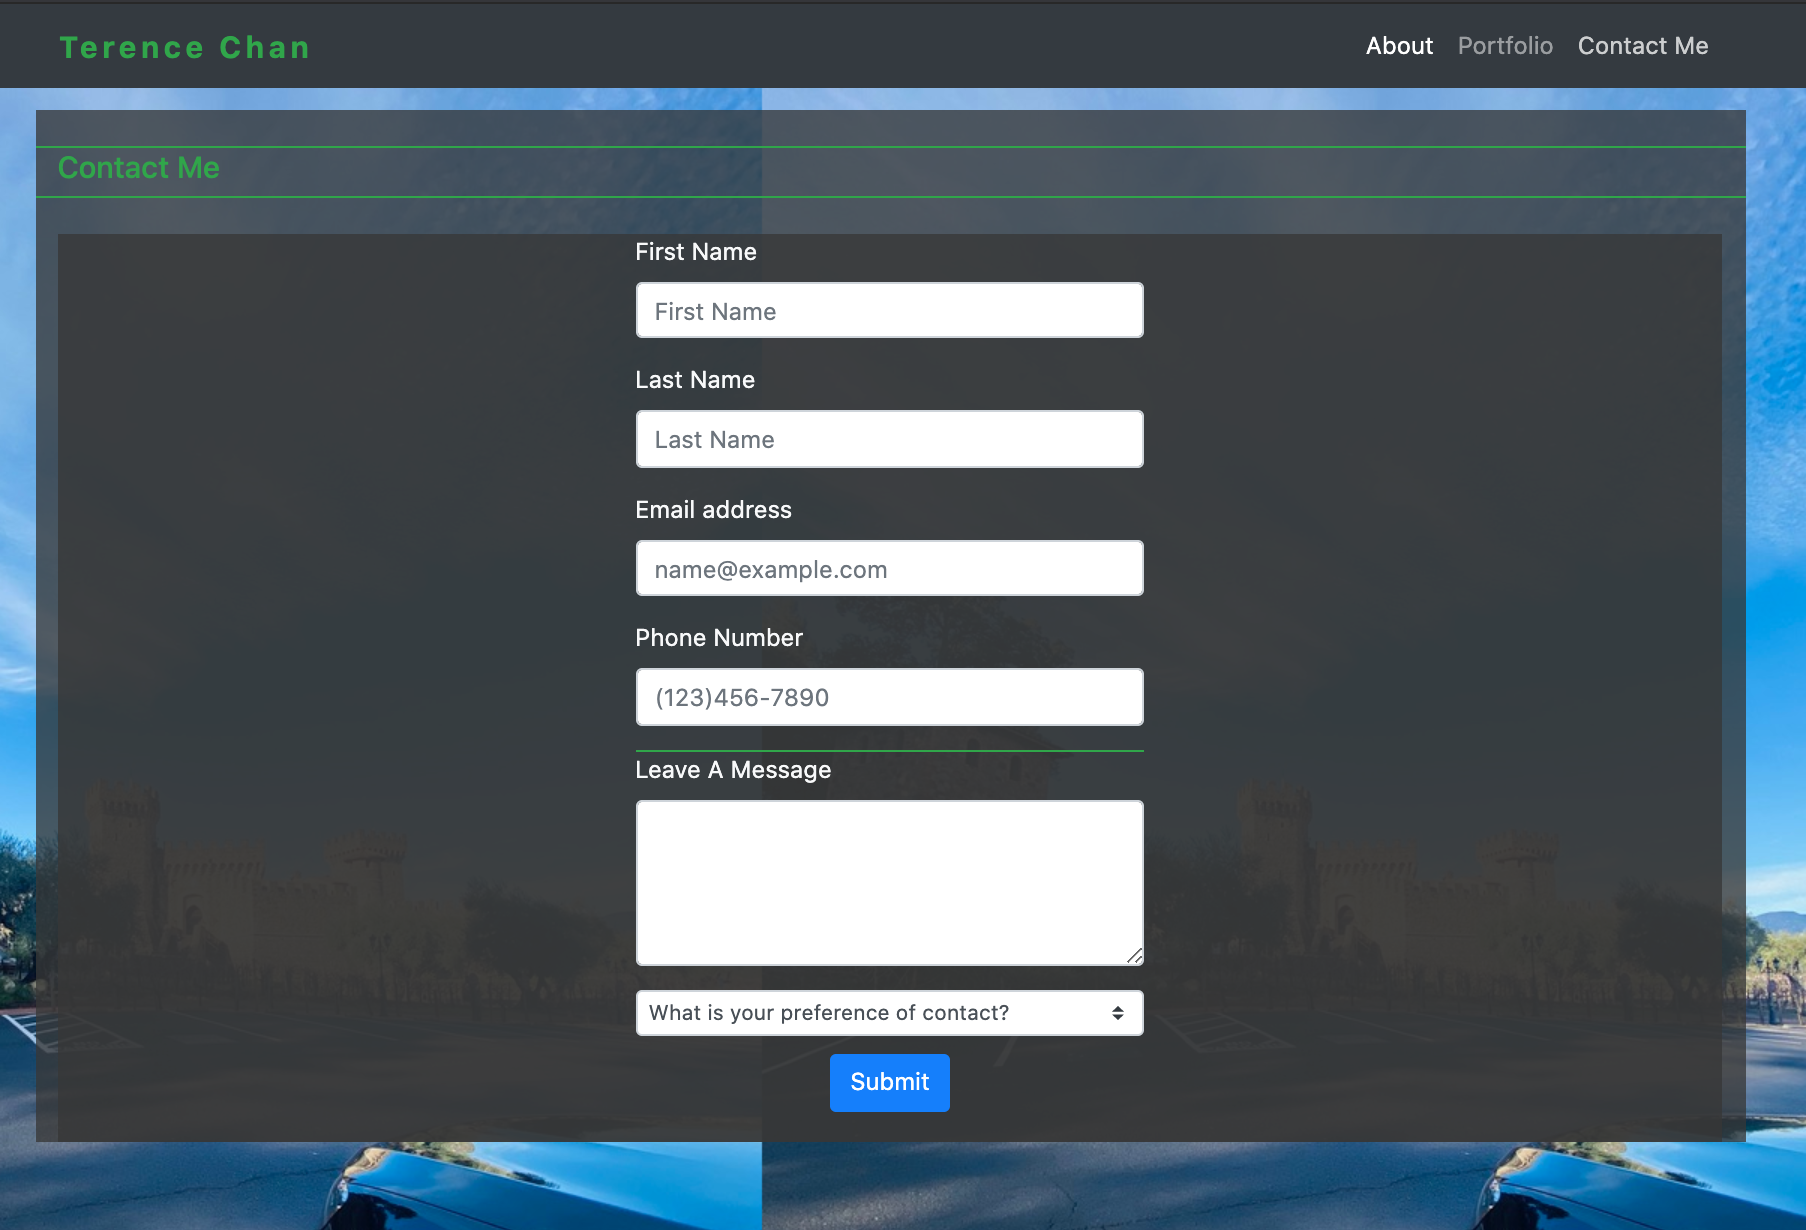 Terence Chan
About Portfolio Contact Me
Contact Me
First Name
First Name
Last Name
Last Name
Email address
name@example.com
Phone Number
(123)456-7890
Leave A Message
What is your preference of contact?
Submit